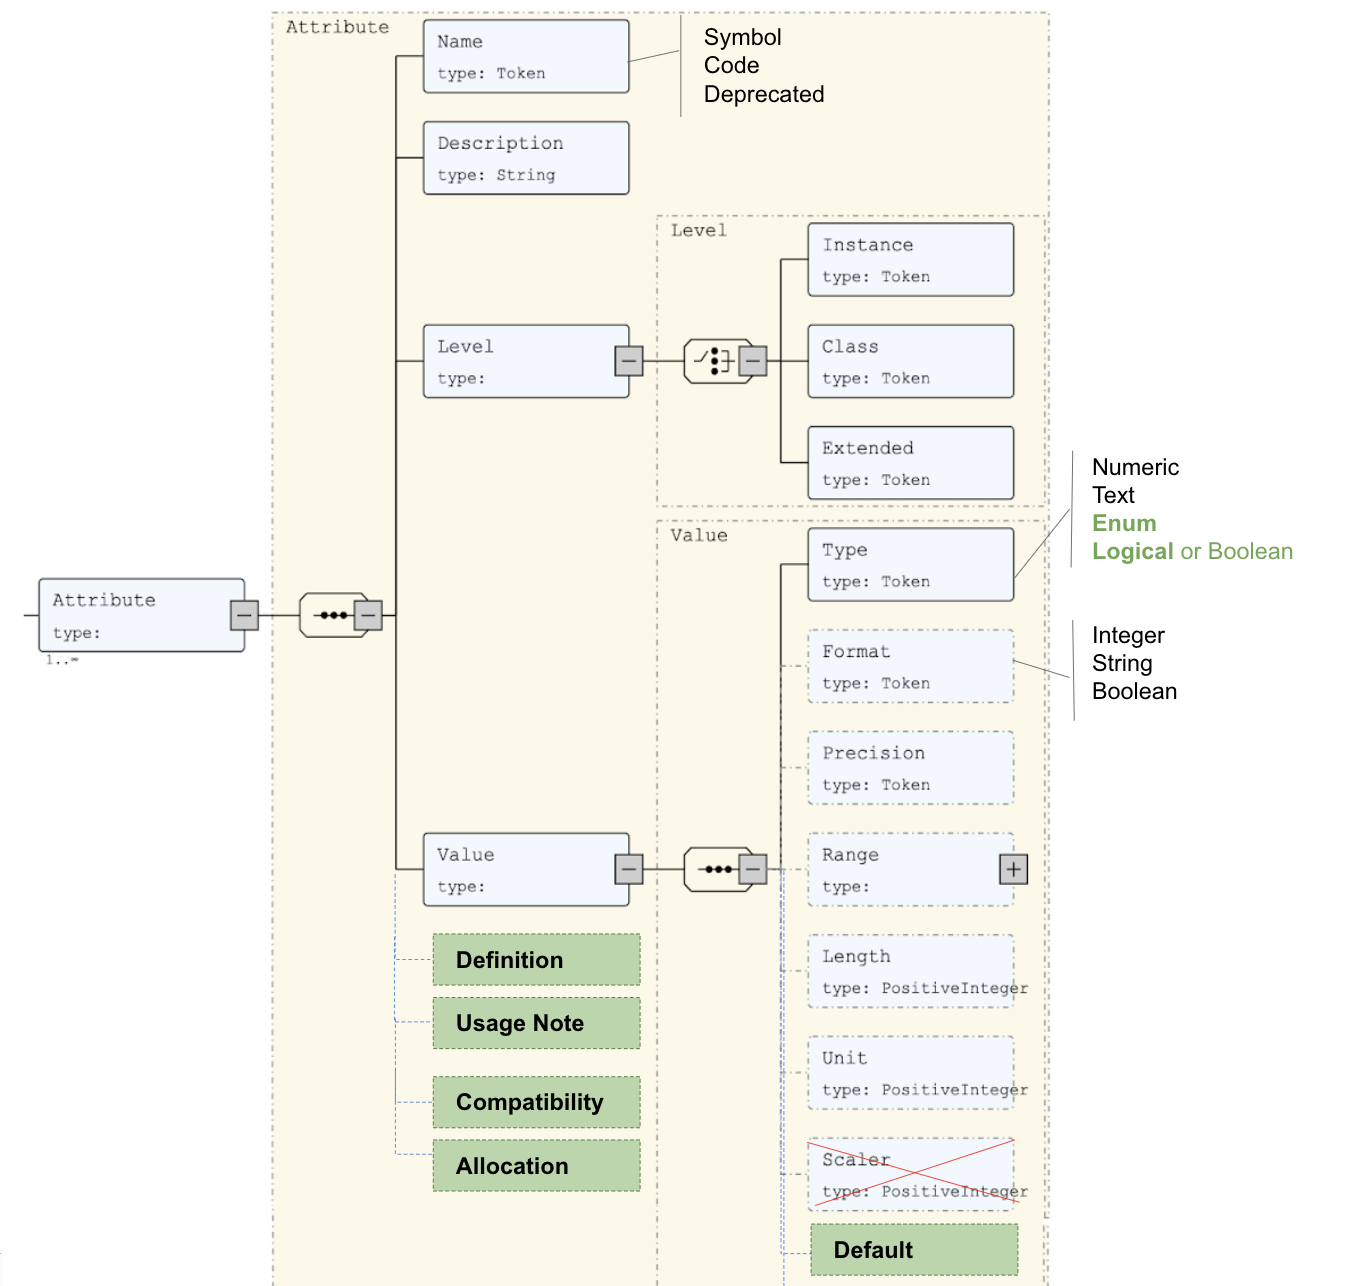 Attribute
Name
type: Token
Symbol
Code
Deprecated
Description
type: String
Level
type:
Level
Instance
type: Token
Class
type: Token
Extended
type: Token
Numeric
Text
Enum
Logical or Boolean
Value
Type
type: Token
Attribute
type:
1..∞
Format
type: Token
Integer
String
Boolean
Precision
type: Token
Value
type:
Range
type:
Definition
Usage Note
Compatibility
Allocation
Length
type: PositiveInteger
Unit
type: PositiveInteger
Scaler
type: PositiveInteger
Default